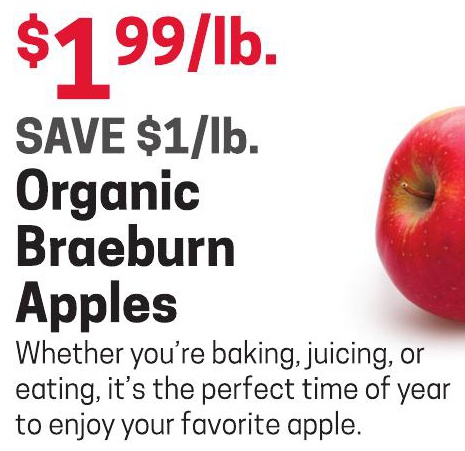 $1.99/lb.
SAVE $1/lb.
Organic
Braeburn
Apples
Whether you're baking, juicing, or
eating, it's the perfect time of year
to enjoy your favorite apple.